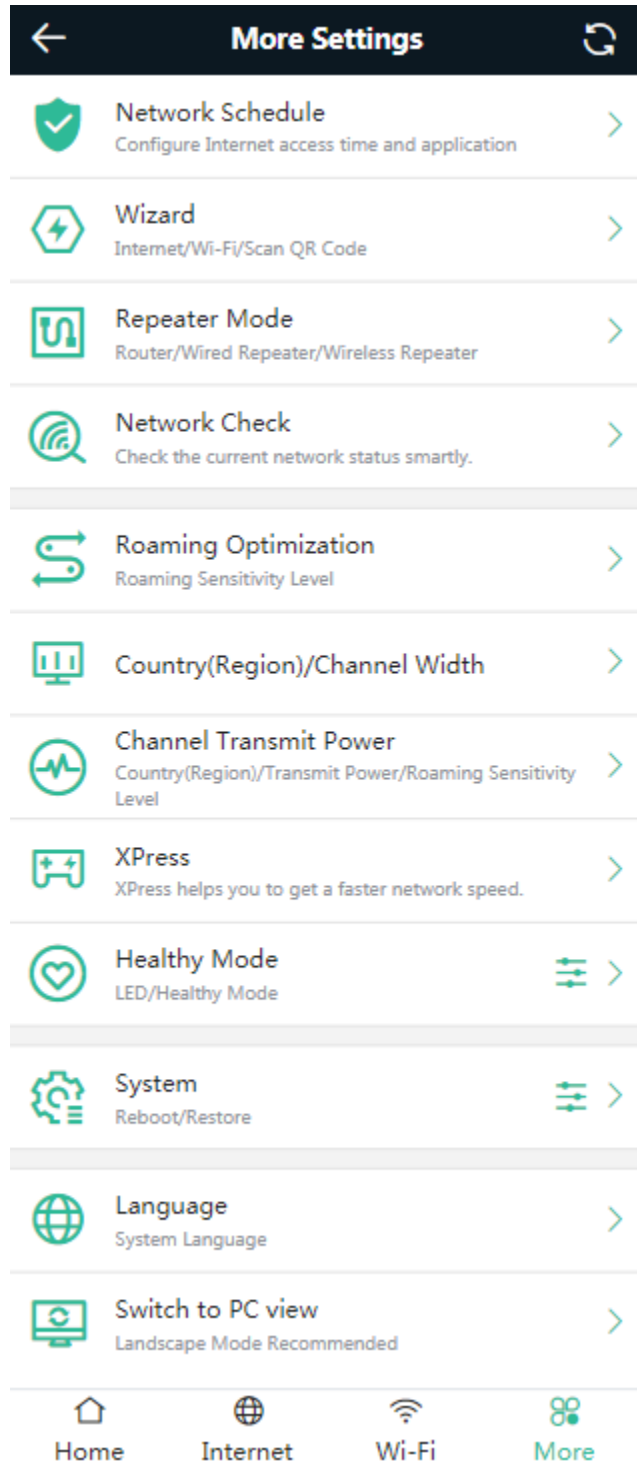 More Settings
Network Schedule
Configure Internet access time and application
Wizard
Internet/Wi-Fi/Scan QR Code
Repeater Mode
Router/Wired Repeater/Wireless Repeater
Network Check
Check the current network status smartly.
Roaming Optimization
Roaming Sensitivity Level
Country(Region)/Channel Width
Channel Transmit Power
Country(Region)/Transmit Power/Roaming Sensitivity
Level
XPress
XPress helps you to get a faster network speed.
Healthy Mode
LED/Healthy Mode
System
Reboot/Restore
Language
System Language
Switch to PC view
Landscape Mode Recommended
Home Internet Wi-Fi More